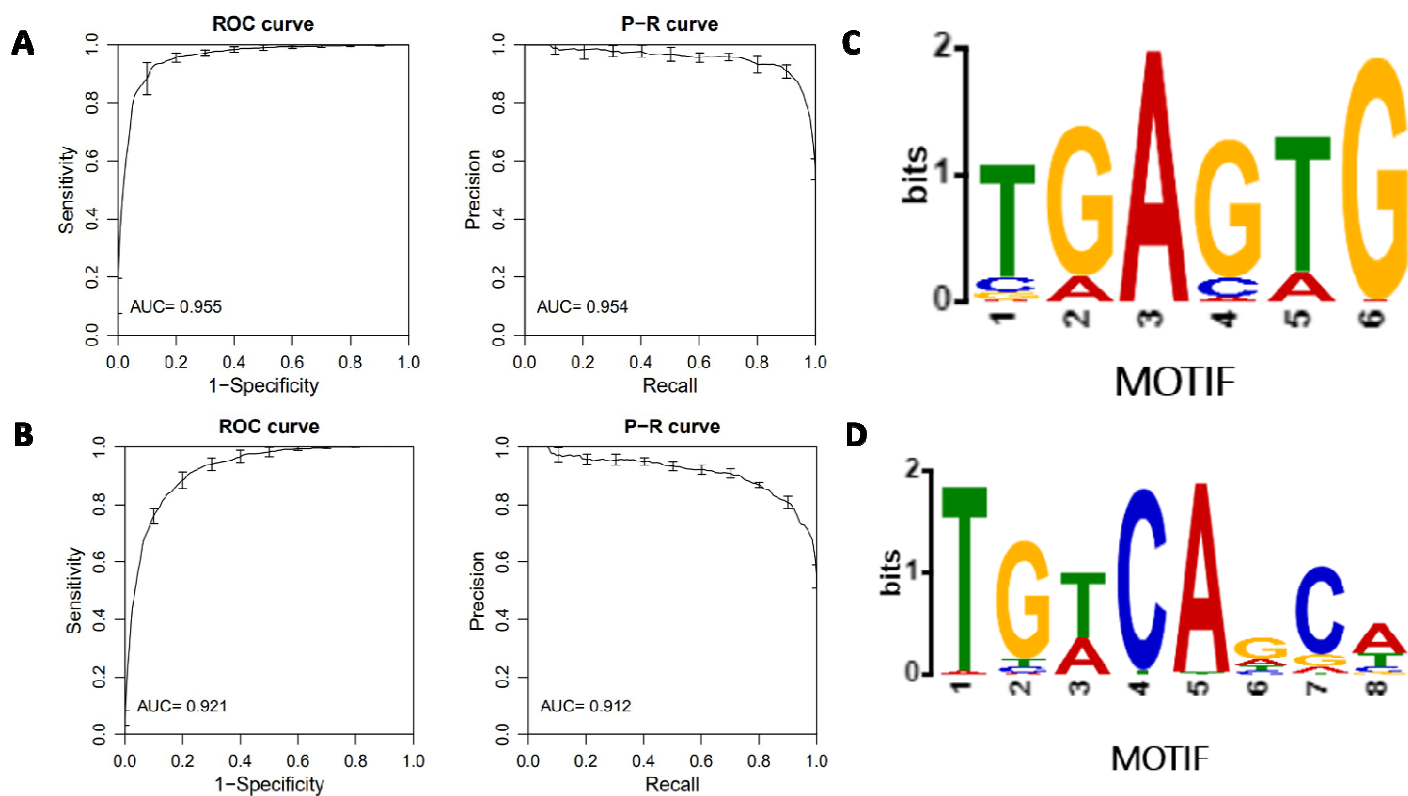 A
ROC curve
Sensitivity
0.0 0.2 0.4 0.6 0.8 1.0
AUC= 0.955
0.0 0.2 0.4 0.6 0.8 1.0
1−Specificity
P−R curve
Precision
0.0 0.2 0.4 0.6 0.8 1.0
AUC= 0.954
0.0 0.2 0.4 0.6 0.8 1.0
Recall
C
bits
2
1
0
T G A G T G
C A C A
1 2 3 4 5 6
MOTIF
B
ROC curve
Sensitivity
0.0 0.2 0.4 0.6 0.8 1.0
AUC= 0.921
0.0 0.2 0.4 0.6 0.8 1.0
1−Specificity
P−R curve
Precision
0.0 0.2 0.4 0.6 0.8 1.0
AUC= 0.912
0.0 0.2 0.4 0.6 0.8 1.0
Recall
D
bits
2
1
0
T G T C A G C A
T A A G T
C T C
1 2 3 4 5 6 7 8
MOTIF